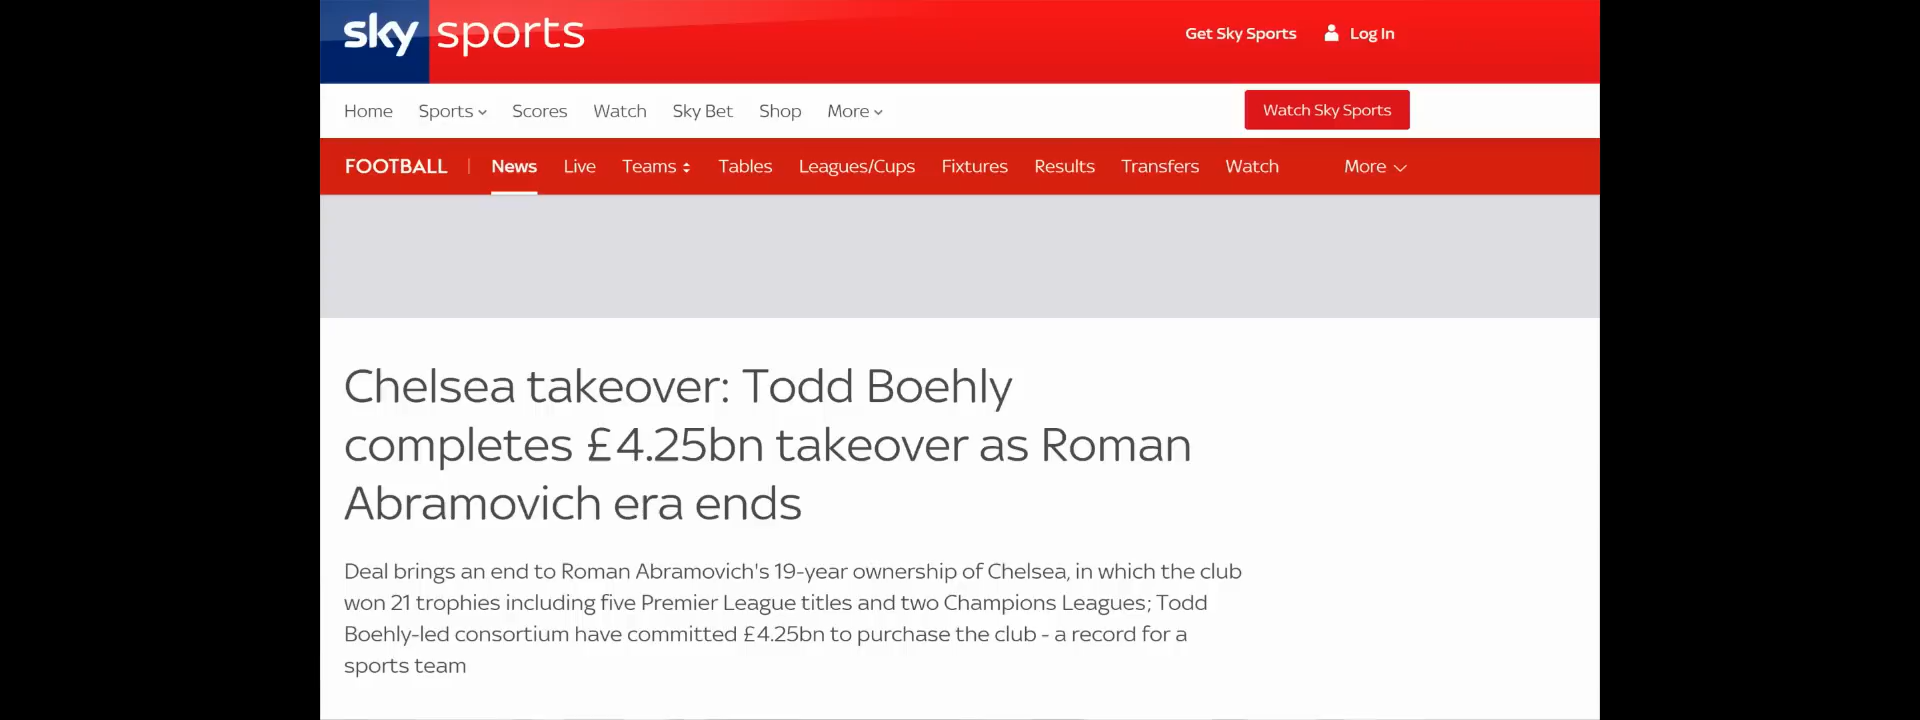 sky sports
Get Sky Sports Log In
Home Sports Scores Watch Sky Bet Shop More Watch Sky Sports
FOOTBALL | News Live Teams Tables Leagues/Cups Fixtures Results Transfers Watch More
Chelsea takeover: Todd Boehly
completes £4.25bn takeover as Roman
Abramovich era ends
Deal brings an end to Roman Abramovich's 19-year ownership of Chelsea, in which the club
won 21 trophies including five Premier League titles and two Champions Leagues; Todd
Boehly-led consortium have committed £4.25bn to purchase the club - a record for a
sports team